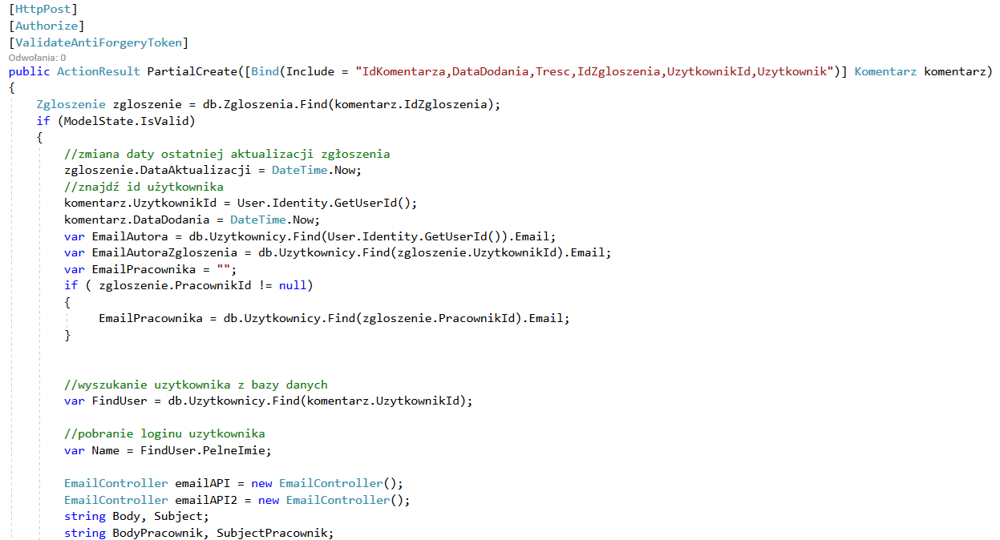 [HttpPost]
[Authorize]
[ValidateAntiForgeryToken]
Odwołania: 0
public ActionResult PartialCreate([Bind(Include = "IdKomentarza,DataDodania,Tresc,IdZgloszenia,UzytkownikId,Uzytkownik")] Komentarz komentarz)
{
Zgloszenie zgloszenie = db.Zgloszenia.Find(komentarz.IdZgloszenia);
if (ModelState.IsValid)
{
//zmiana daty ostatniej aktualizacji zgłoszenia
zgloszenie.DataAktualizacji = DateTime.Now;
//znajdź id użytkownika
komentarz.UzytkownikId = User.Identity.GetUserId();
komentarz.DataDodania = DateTime.Now;
var EmailAutora = db.Uzytkownicy.Find(User.Identity.GetUserId()).Email;
var EmailAutoraZgloszenia = db.Uzytkownicy.Find(zgloszenie.UzytkownikId).Email;
var EmailPracownika = "";
if ( zgloszenie.PracownikId != null)
{
EmailPracownika = db.Uzytkownicy.Find(zgloszenie.PracownikId).Email;
}
//wyszukanie uzytkownika z bazy danych
var FindUser = db.Uzytkownicy.Find(komentarz.UzytkownikId);
//pobranie loginu uzytkownika
var Name = FindUser.PelneImie;
EmailController emailAPI = new EmailController();
EmailController emailAPI2 = new EmailController();
string Body, Subject;
string BodyPracownik, SubjectPracownik;